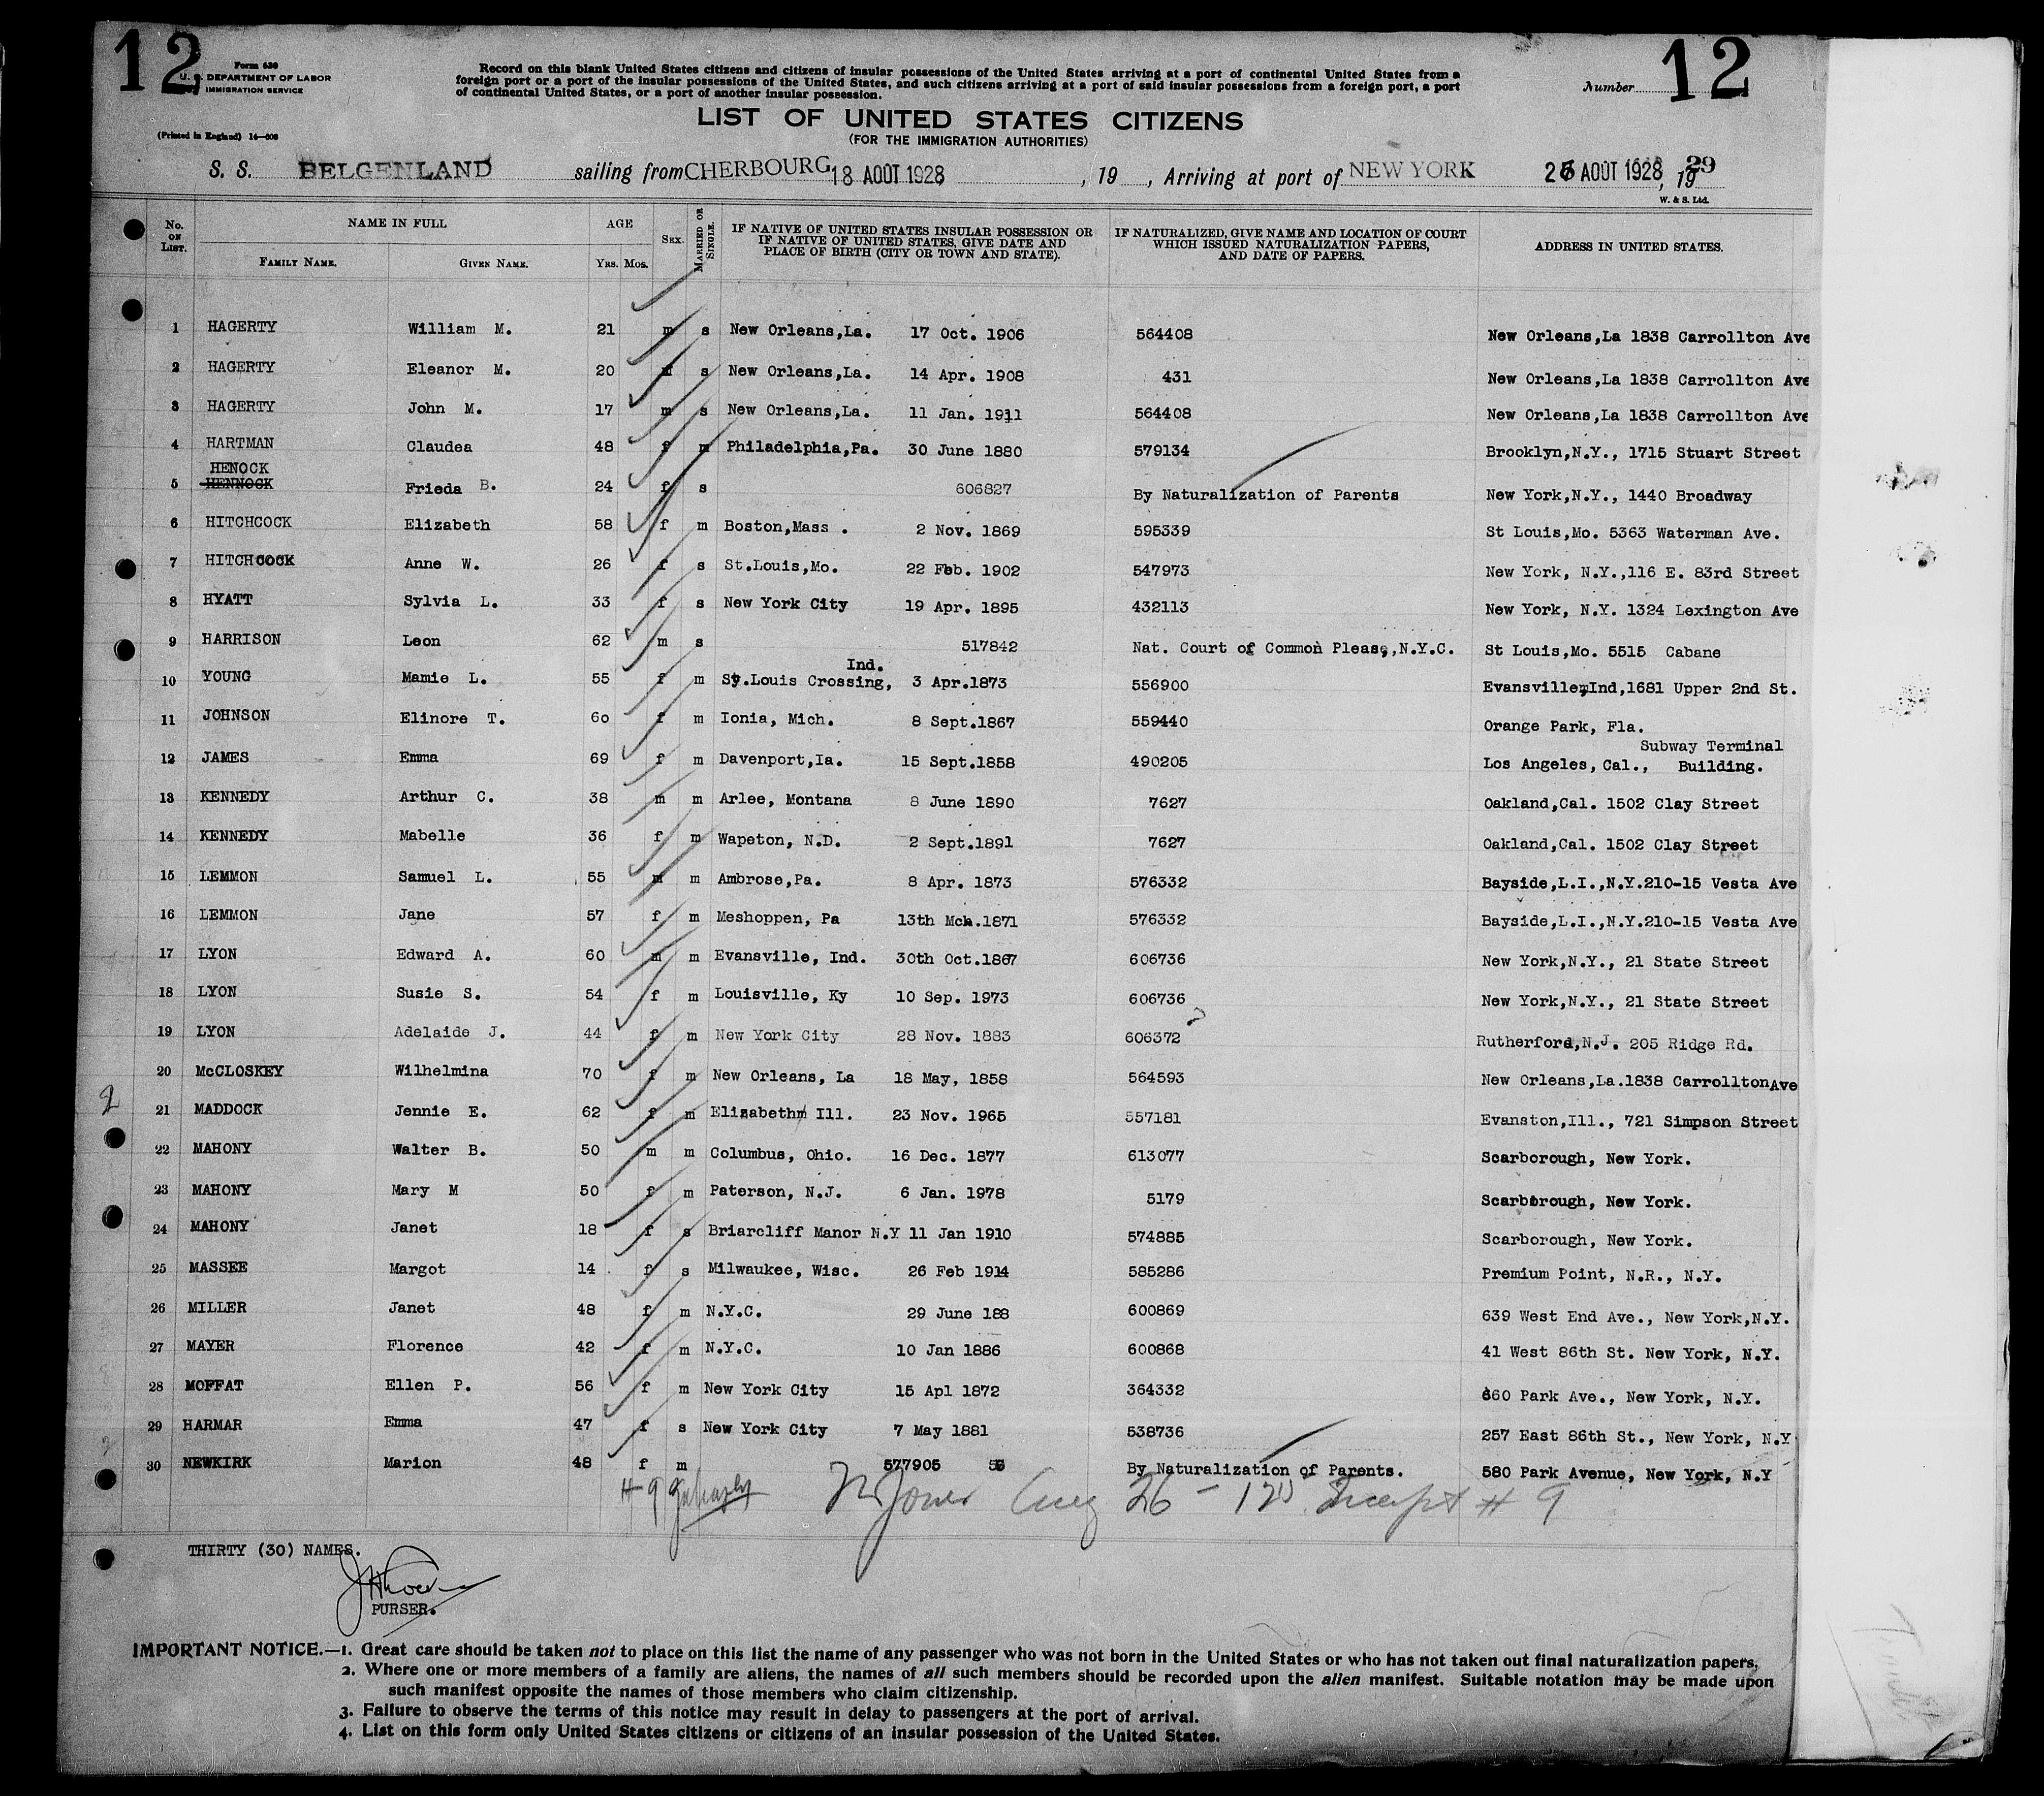 12
12
Form 630
U. S. DEPARTMENT OF LABOR
IMMIGRATION SERVICE
(Printed in England) 14—608
Record on this blank United States citizens and citizens of insular possessions of the United States arriving at a port of continental United States from a
foreign port or a port of the insular possessions of the United States, and such citizens arriving at a port of said insular possessions from a foreign port, a port
of continental United States, or a port of another insular possession.
Number
LIST OF UNITED STATES CITIZENS
(FOR THE IMMIGRATION AUTHORITIES)
S. S. BELGENLAND sailing from CHERBOURG 18 AOUT 1928, 19 , Arriving at port of NEW YORK AOUT 1928, 19 29
W. & S. Ltd.
No. ON LIST. NAME IN FULL AGE SEX. MARRIED OR SINGLE. IF NATIVE OF UNITED STATES INSULAR POSSESSION OR IF NATIVE OF UNITED STATES, GIVE DATE AND PLACE OF BIRTH (CITY OR TOWN AND STATE). IF NATURALIZED, GIVE NAME AND LOCATION OF COURT WHICH ISSUED NATURALIZATION PAPERS, AND DATE OF PAPERS. ADDRESS IN UNITED STATES.
FAMILY NAME. GIVEN NAME. YRS. MOS.
1 HAGERTY William M. 21 m s New Orleans,La. 17 Oct. 1906 564408 New Orleans,La 1838 Carrollton Ave
2 HAGERTY Eleanor M. 20 f s New Orleans,La. 14 Apr. 1908 431 New Orleans,La 1838 Carrollton Ave
3 HAGERTY John M. 17 m s New Orleans,La. 11 Jan. 1911 564408 New Orleans,La 1838 Carrollton Ave
4 HARTMAN Claudea 48 f m Philadelphia,Pa. 30 June 1880 579134 Brooklyn,N.Y., 1715 Stuart Street
HENOCK
5 HENNOCK Frieda B. 24 f s 606827 By Naturalization of Parents New York,N.Y., 1440 Broadway
6 HITCHCOCK Elizabeth 58 f m Boston,Mass . 2 Nov. 1869 595339 St Louis,Mo. 5363 Waterman Ave.
7 HITCHCOCK Anne W. 26 f s St.Louis,Mo. 22 Feb. 1902 547973 New York, N.Y.,116 E. 83rd Street
8 HYATT Sylvia L. 33 f s New York City 19 Apr. 1895 432113 New York, N.Y. 1324 Lexington Ave
9 HARRISON Leon 62 m s 517842 Nat. Court of Common Pleas,,N.Y.C. St Louis,Mo. 5515 Cabane
Ind.
10 YOUNG Mamie L. 55 f m St.Louis Crossing, 3 Apr.1873 556900 Evansville,Ind,1681 Upper 2nd St.
11 JOHNSON Elinore T. 60 f m Ionia, Mich. 8 Sept.1867 559440 Orange Park, Fla.
Subway Terminal
12 JAMES Emma 69 f m Davenport,Ia. 15 Sept.1858 490205 Los Angeles, Cal., Building.
13 KENNEDY Arthur C. 38 m m Arlee, Montana 8 June 1890 7627 Oakland,Cal. 1502 Clay Street
14 KENNEDY Mabelle 36 f m Wapeton, N.D. 2 Sept.1891 7627 Oakland,Cal. 1502 Clay Street
15 LEMMON Samuel L. 55 m m Ambrose,Pa. 8 Apr. 1873 576332 Bayside,L.I.,N.Y.210-15 Vesta Ave
16 LEMMON Jane 57 f m Meshoppen, Pa 13th Mch.1871 576332 Bayside,L.I.,N.Y.210-15 Vesta Ave
17 LYON Edward A. 60 m m Evansville, Ind. 30th Oct.1867 606736 New York,N.Y., 21 State Street
18 LYON Susie S. 54 f m Louisville, Ky 10 Sep. 1973 606736 New York,N.Y., 21 State Street
19 LYON Adelaide J. 44 f m New York City 28 Nov. 1883 606372 ? Rutherford,N.J. 205 Ridge Rd.
20 McCLOSKEY Wilhelmina 70 f m New Orleans, La 18 May, 1858 564593 New Orleans,La.1838 CarrolltonAve
21 MADDOCK Jennie E. 62 f m Elizabeth Ill. 23 Nov. 1965 557181 Evanston,Ill., 721 Simpson Street
22 MAHONY Walter B. 50 m m Columbus, Ohio. 16 Dec. 1877 613077 Scarborough, New York.
23 MAHONY Mary M 50 f m Paterson, N.J. 6 Jan. 1978 5179 Scarborough, New York.
24 MAHONY Janet 18 f s Briarcliff Manor N.Y 11 Jan 1910 574885 Scarborough, New York.
25 MASSEE Margot 14 f s Milwaukee, Wisc. 26 Feb 1914 585286 Premium Point, N.R., N.Y.
26 MILLER Janet 48 f m N.Y.C. 29 June 188 600869 639 West End Ave., New York,N.Y.
27 MAYER Florence 42 f m N.Y.C. 10 Jan 1886 600868 41 West 86th St. New York, N.Y.
28 MOFFAT Ellen P. 56 f m New York City 15 Apl 1872 364332 660 Park Ave., New York, N.Y.
29 HARMAR Emma 47 f s New York City 7 May 1881 538736 257 East 86th St., New York, N.Y
30 NEWKIRK Marion 48 f m 577905 By Naturalization of Parents. 580 Park Avenue, New York, N.Y
Jones Aug 26 - Except # 9
THIRTY (30) NAMES.
PURSER.
IMPORTANT NOTICE.—1. Great care should be taken not to place on this list the name of any passenger who was not born in the United States or who has not taken out final naturalization papers,
2. Where one or more members of a family are aliens, the names of all such members should be recorded upon the alien manifest. Suitable notation may be made upon
such manifest opposite the names of those members who claim citizenship.
3. Failure to observe the terms of this notice may result in delay to passengers at the port of arrival.
4. List on this form only United States citizens or citizens of an insular possession of the United States.